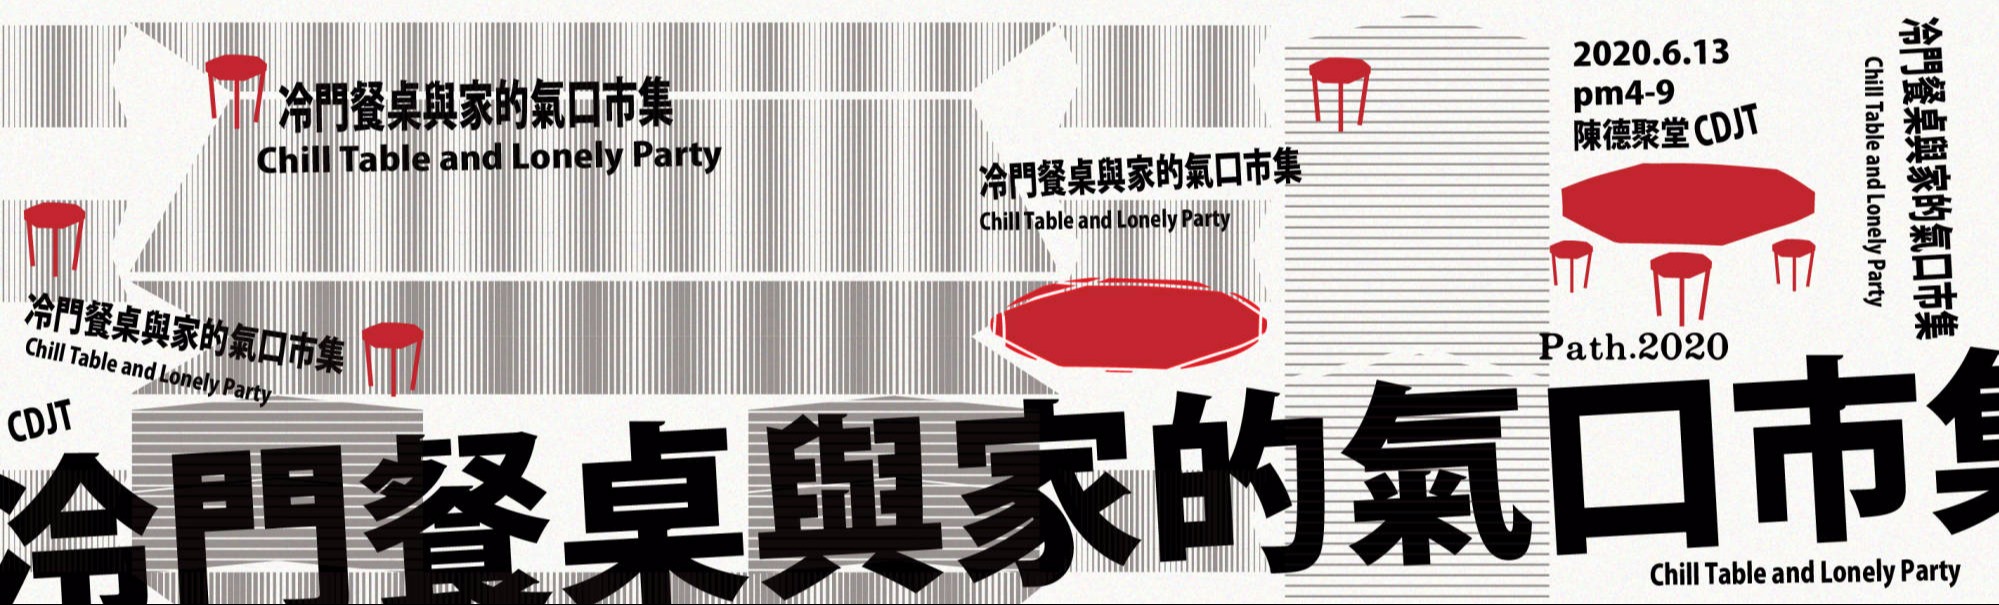 冷門餐桌與家的氣口市集
Chill Table and Lonely Party
冷門餐桌與家的氣口市集
Chill Table and Lonely Party
2020.6.13
pm4-9
陳德聚堂 CDJT
冷門餐桌與家的氣口市集
Chill Table and Lonely Party
冷門餐桌與家的氣口市集
Chill Table and Lonely Party
Path.2020
CDJT
冷門餐桌與家的氣口市集
Chill Table and Lonely Party